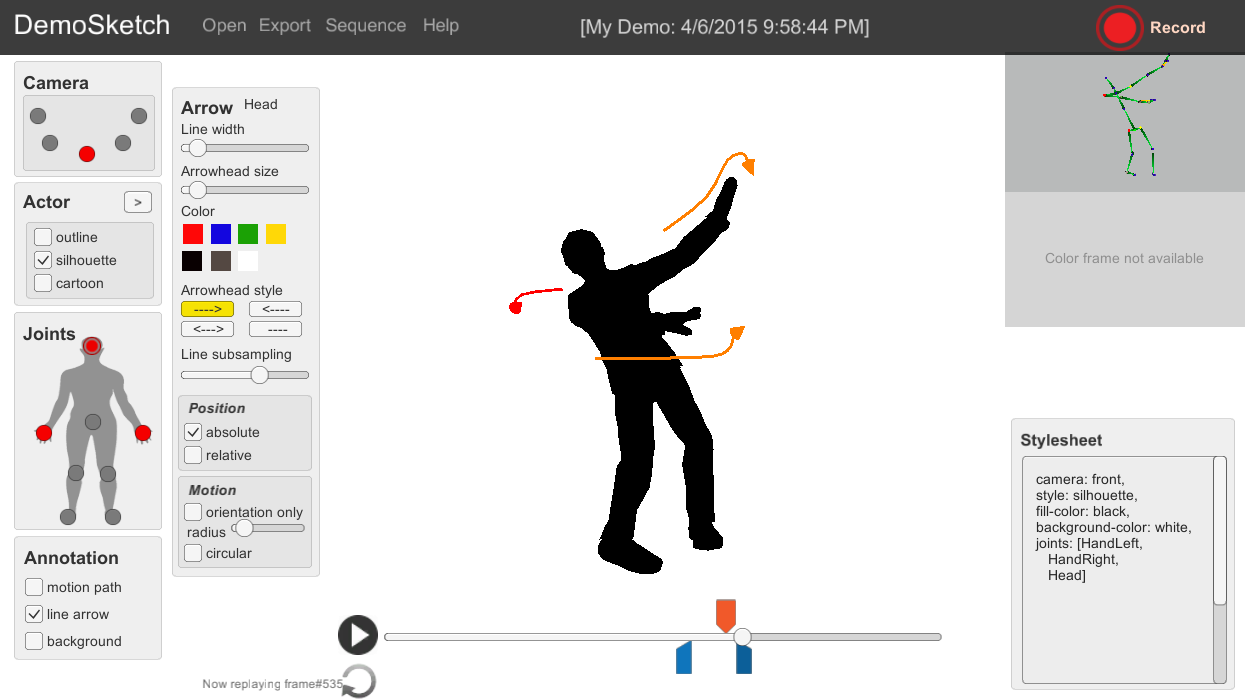 DemoSketch Open Export Sequence Help [My Demo: 4/6/2015 9:58:44 PM] Record
Camera
Actor >
outline
silhouette
cartoon
Joints
Annotation
motion path
line arrow
background
Arrow Head
Line width
Arrowhead size
Color
Arrowhead style
----> <----
<---> ----
Line subsampling
Position
absolute
relative
Motion
orientation only
radius
circular
Now replaying frame#535
Color frame not available
Stylesheet
camera: front,
style: silhouette,
fill-color: black,
background-color: white,
joints: [HandLeft,
HandRight,
Head]